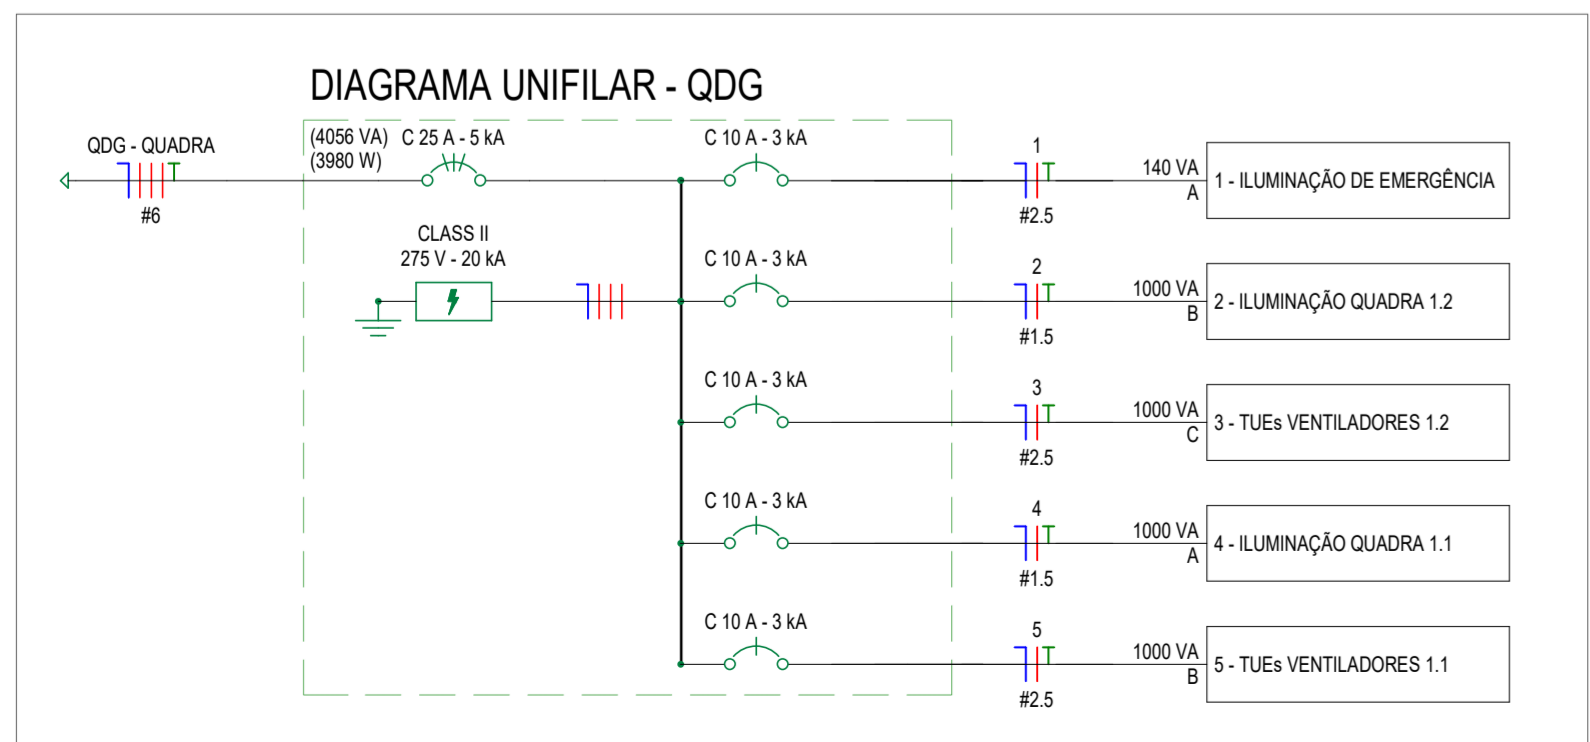 DIAGRAMA UNIFILAR - QDG
QDG - QUADRA
#6
(4056 VA)
(3980 W)
C 25 A - 5 kA
C 10 A - 3 kA
1
#2.5
140 VA
A
1 - ILUMINAÇÃO DE EMERGÊNCIA
CLASS II
275 V - 20 kA
C 10 A - 3 kA
2
#1.5
1000 VA
B
2 - ILUMINAÇÃO QUADRA 1.2
C 10 A - 3 kA
3
#2.5
1000 VA
C
3 - TUEs VENTILADORES 1.2
C 10 A - 3 kA
4
#1.5
1000 VA
A
4 - ILUMINAÇÃO QUADRA 1.1
C 10 A - 3 kA
5
#2.5
1000 VA
B
5 - TUEs VENTILADORES 1.1